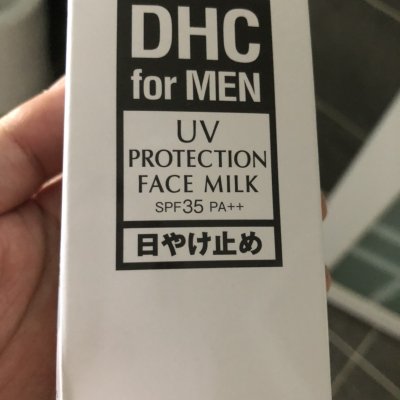 DHC
for MEN
UV
PROTECTION
FACE MILK
SPF35 PA++
日やけ止め